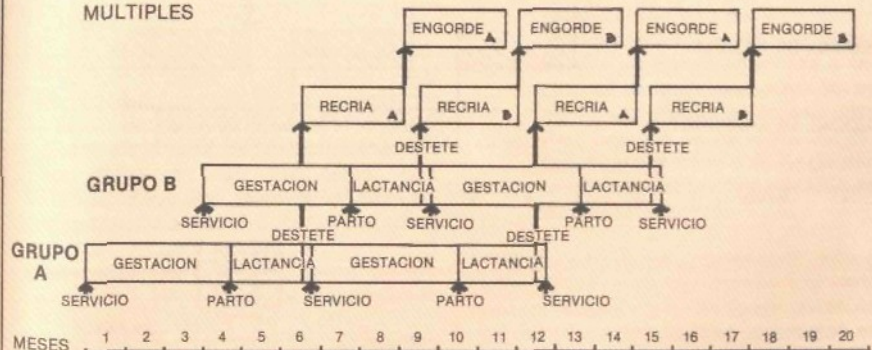 MULTIPLES
ENGORDE A ENGORDE B ENGORDE A ENGORDE B
RECRIA A RECRIA B RECRIA A RECRIA B
DESTETE DESTETE
GRUPO B GESTACION LACTANCIA GESTACION LACTANCIA
SERVICIO PARTO SERVICIO PARTO SERVICIO
DESTETE DESTETE
GRUPO
A
GESTACION LACTANCIA GESTACION LACTANCIA
SERVICIO PARTO SERVICIO PARTO SERVICIO
MESES 1 2 3 4 5 6 7 8 9 10 11 12 13 14 15 16 17 18 19 20